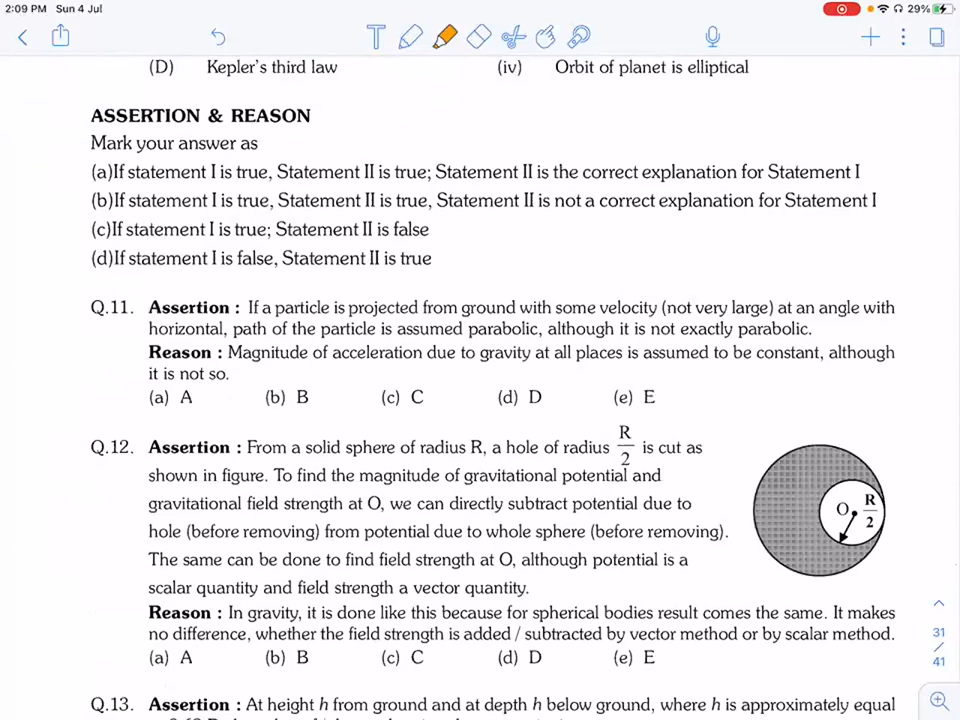 2:09 PM Sun 4 Jul
29%
(D) Kepler's third law (iv) Orbit of planet is elliptical
ASSERTION & REASON
Mark your answer as
(a)If statement I is true, Statement II is true; Statement II is the correct explanation for Statement I
(b)If statement I is true, Statement II is true, Statement II is not a correct explanation for Statement I
(c)If statement I is true; Statement II is false
(d)If statement I is false, Statement II is true
Q.11. Assertion : If a particle is projected from ground with some velocity (not very large) at an angle with
horizontal, path of the particle is assumed parabolic, although it is not exactly parabolic.
Reason : Magnitude of acceleration due to gravity at all places is assumed to be constant, although
it is not so.
(a) A (b) B (c) C (d) D (e) E
Q.12. Assertion : From a solid sphere of radius R, a hole of radius R/2 is cut as
shown in figure. To find the magnitude of gravitational potential and
gravitational field strength at O, we can directly subtract potential due to
hole (before removing) from potential due to whole sphere (before removing).
The same can be done to find field strength at O, although potential is a
scalar quantity and field strength a vector quantity.
O R/2
Reason : In gravity, it is done like this because for spherical bodies result comes the same. It makes
no difference, whether the field strength is added / subtracted by vector method or by scalar method.
(a) A (b) B (c) C (d) D (e) E
31
/
41
Q.13. Assertion : At height h from ground and at depth h below ground, where h is approximately equal